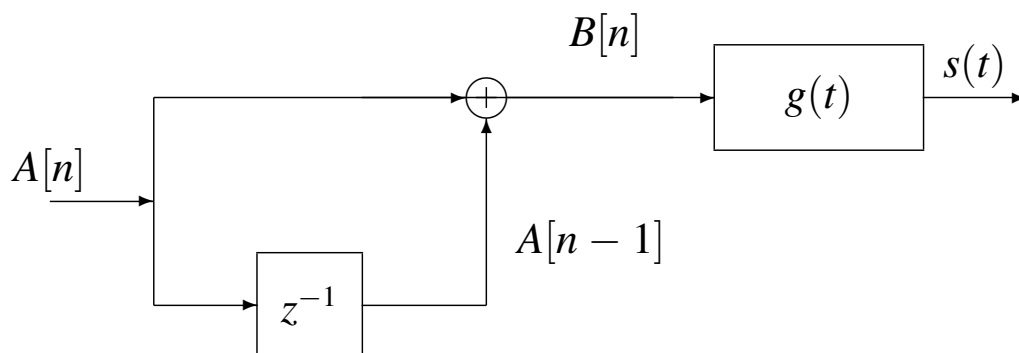 B[n]
s(t)
g(t)
+
A[n]
A[n − 1]
z⁻¹